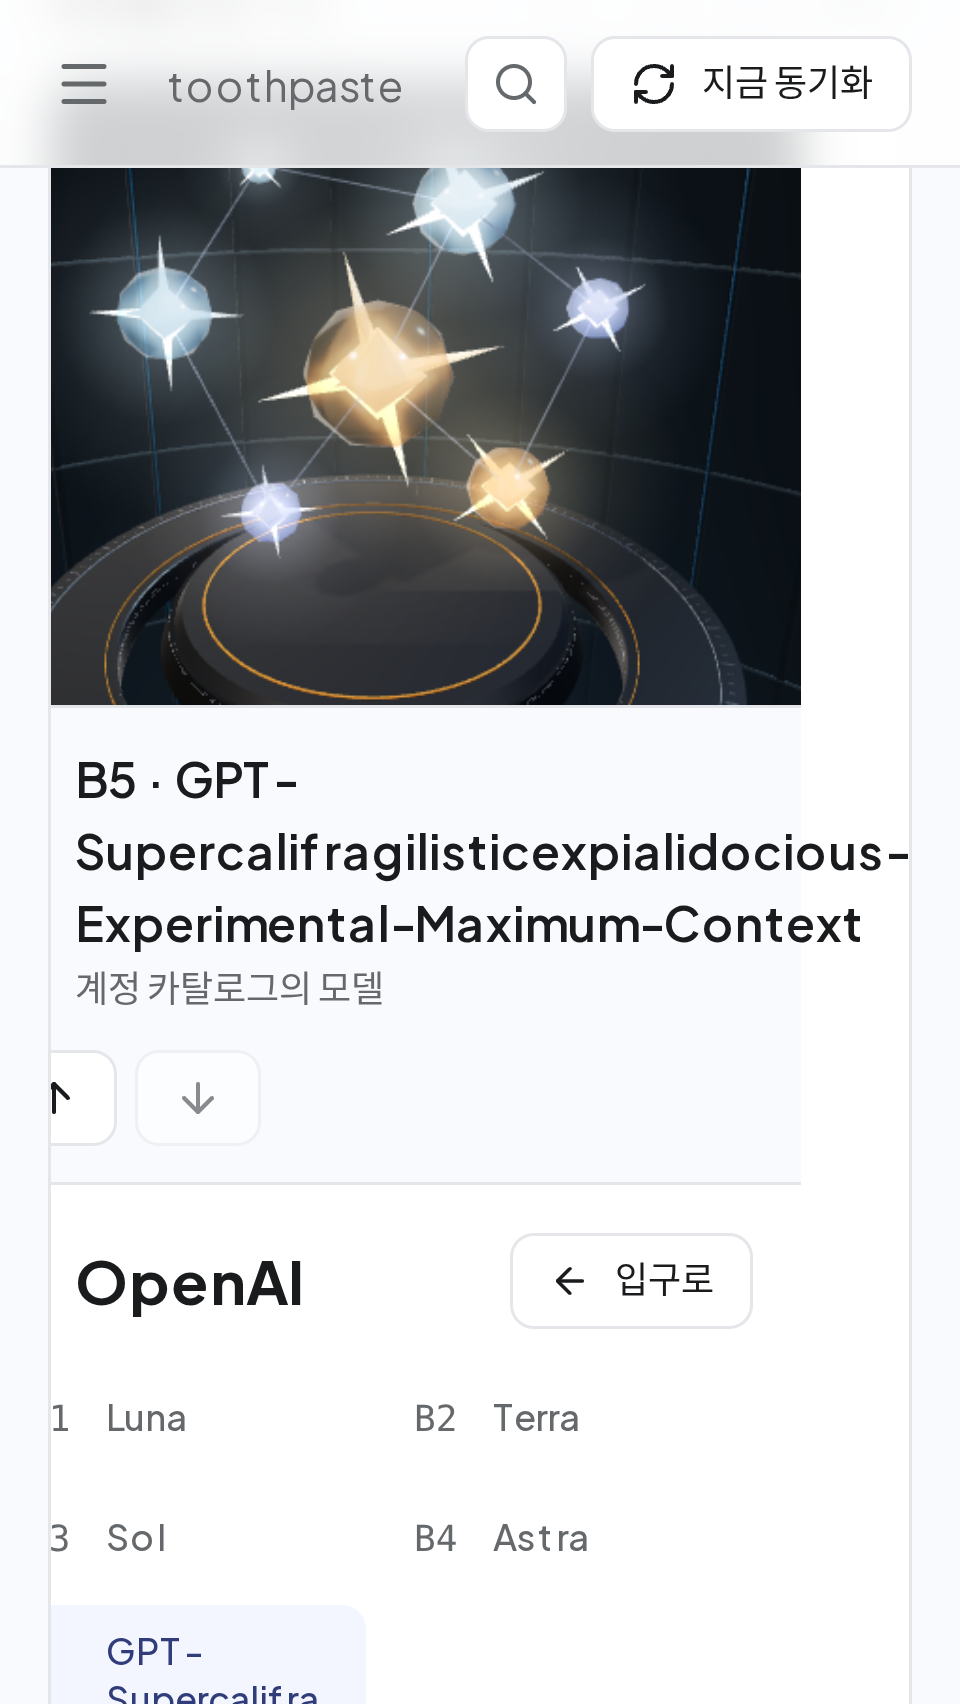 toothpaste
지금 동기화
B5 · GPT-
Supercalifragilisticexpialidocious-
Experimental-Maximum-Context
계정 카탈로그의 모델
OpenAI
입구로
1 Luna
B2 Terra
3 Sol
B4 Astra
GPT-
Supercalifra